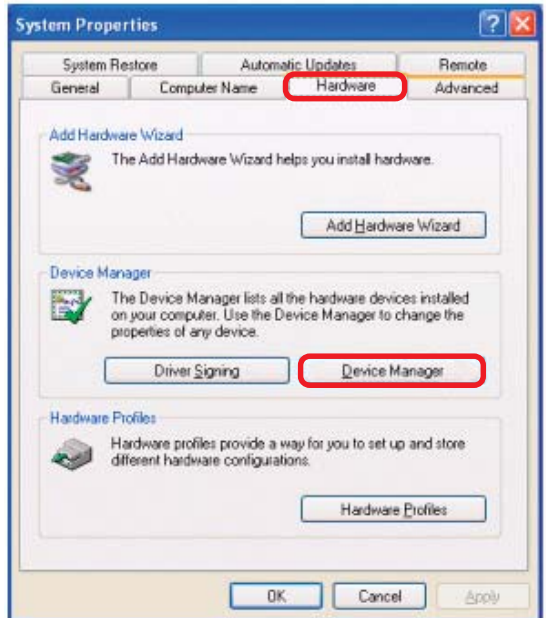 System Properties
System Restore Automatic Updates Remote
General Computer Name Hardware Advanced
Add Hardware Wizard
The Add Hardware Wizard helps you install hardware.
Add Hardware Wizard
Device Manager
The Device Manager lists all the hardware devices installed
on your computer. Use the Device Manager to change the
properties of any device.
Driver Signing Device Manager
Hardware Profiles
Hardware profiles provide a way for you to set up and store
different hardware configurations.
Hardware Profiles
OK Cancel Apply